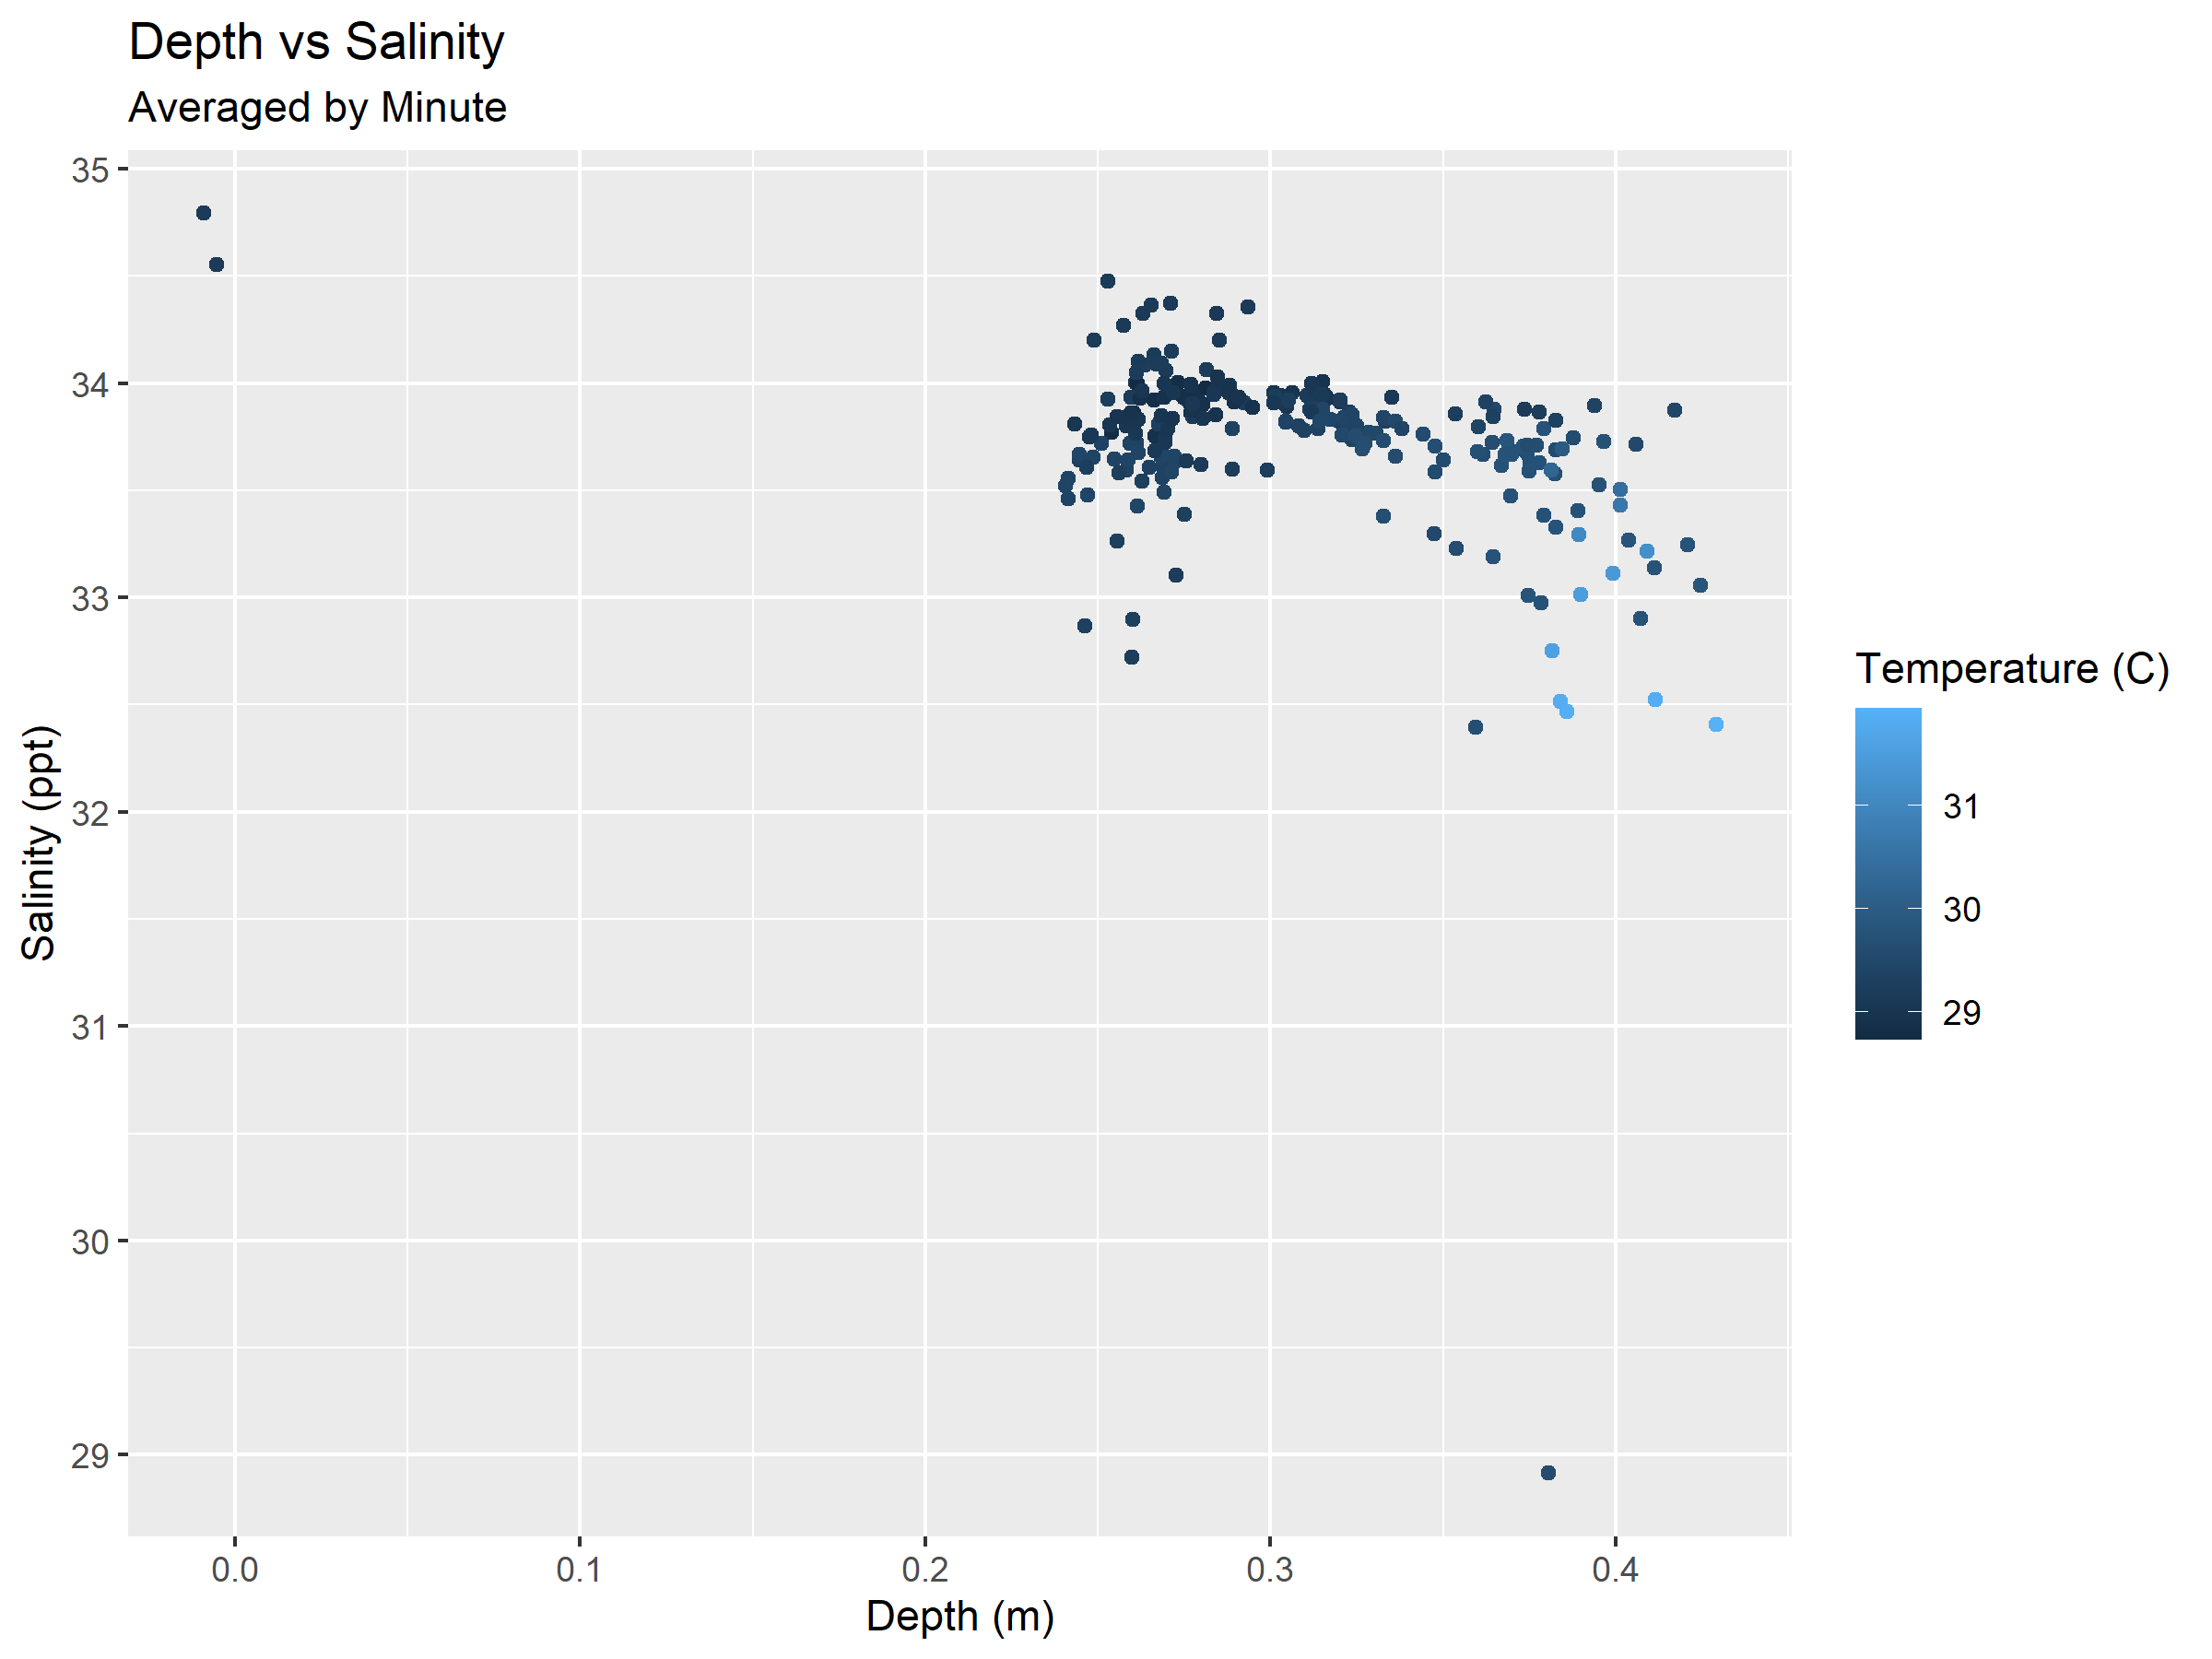 Depth vs Salinity
Averaged by Minute
35
34
33
32
31
30
29
Salinity (ppt)
0.0 0.1 0.2 0.3 0.4
Depth (m)
Temperature (C)
31
30
29